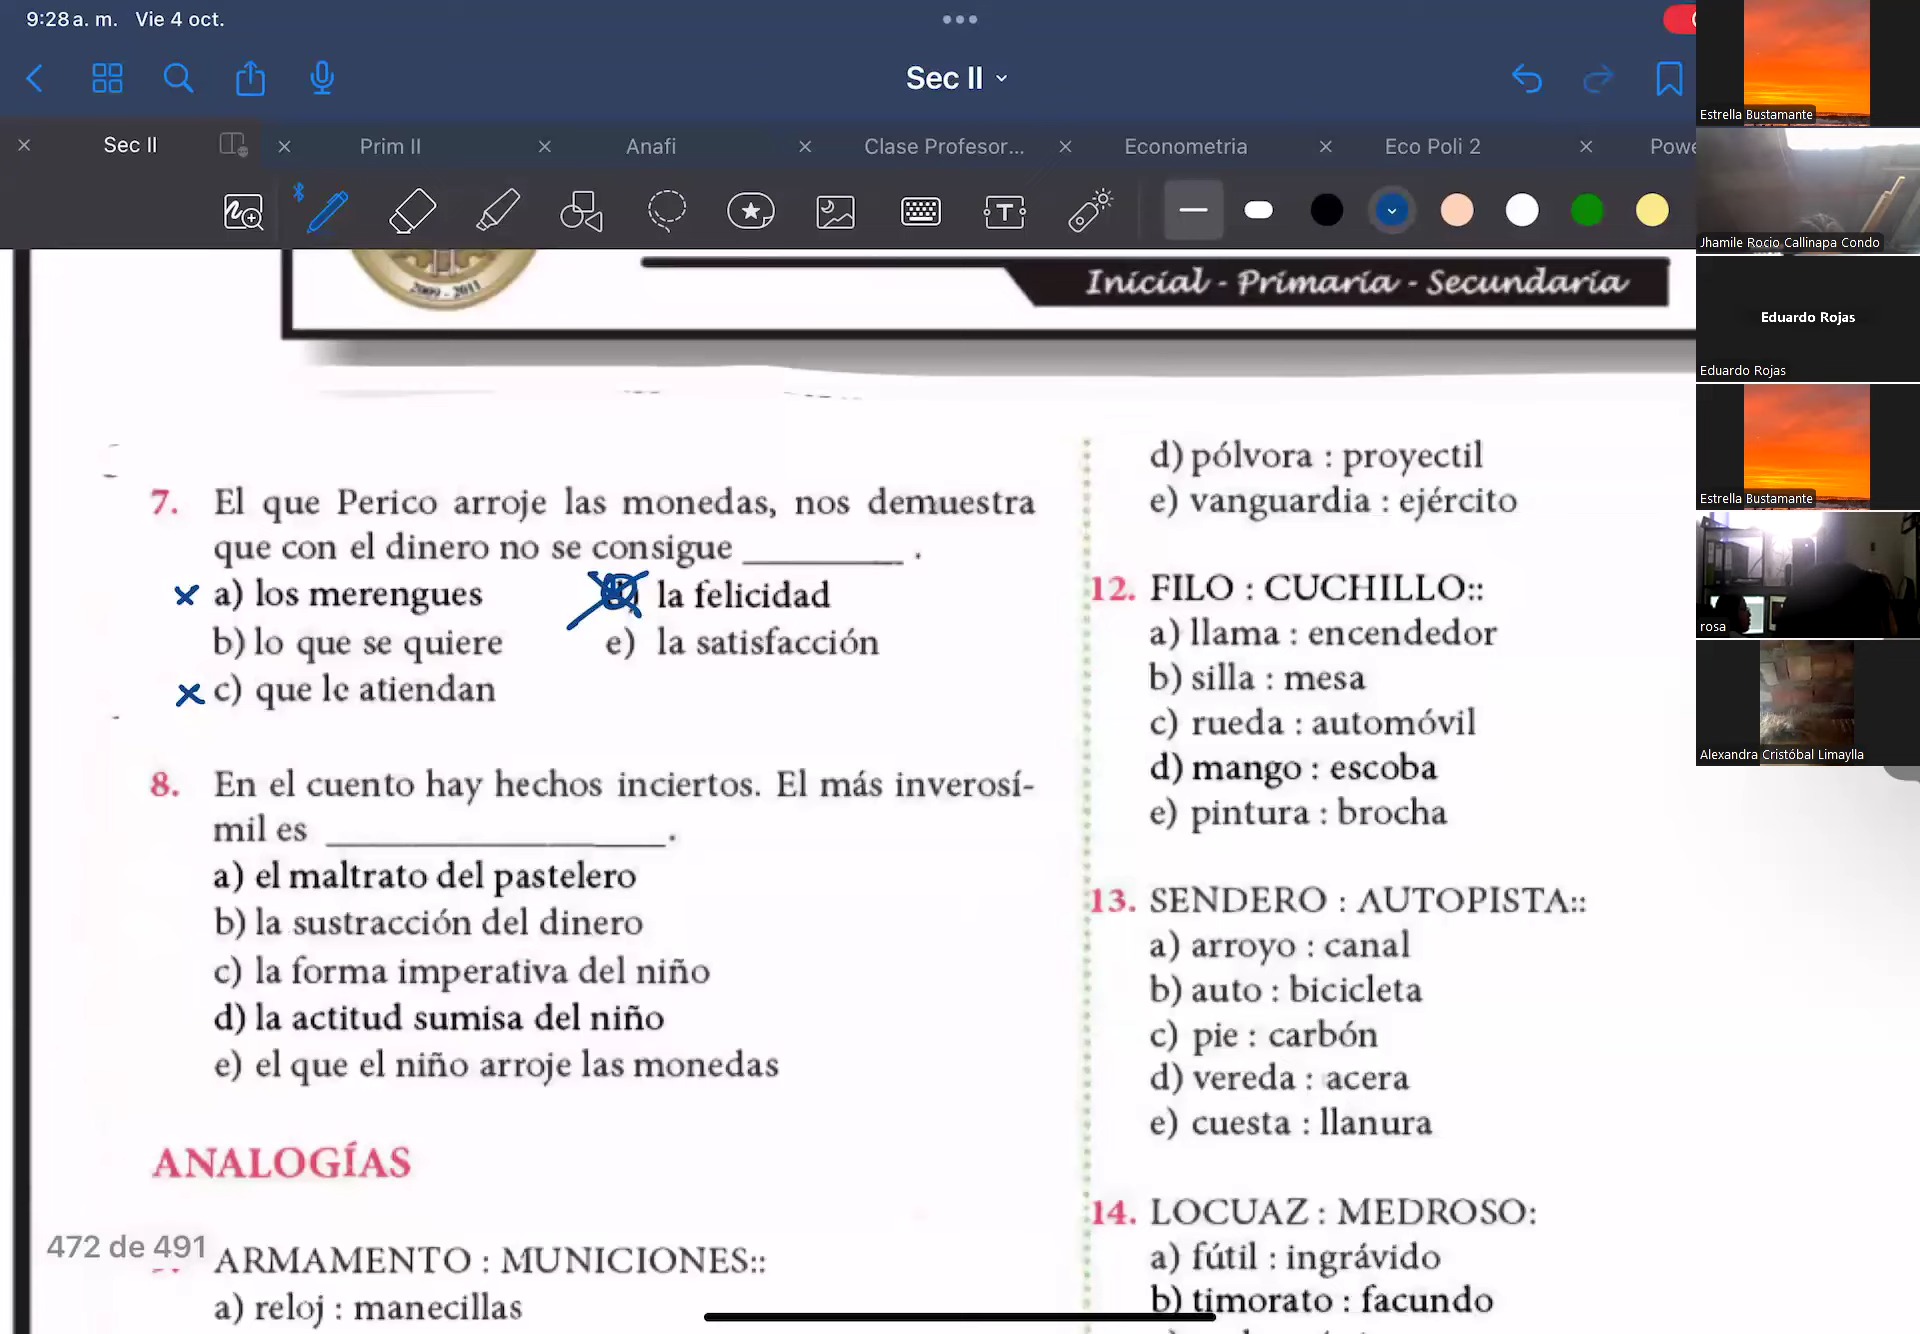 9:28 a. m. Vie 4 oct.
Sec II
Sec II
Prim II
Anafi
Clase Profesor...
Econometria
Eco Poli 2
Powe
2009 - 2011
Inicial - Primaria - Secundaria
7. El que Perico arroje las monedas, nos demuestra
que con el dinero no se consigue ________ .
a) los merengues
la felicidad
b) lo que se quiere
e) la satisfacción
c) que le atiendan
8. En el cuento hay hechos inciertos. El más inverosí-
mil es ________________.
a) el maltrato del pastelero
b) la sustracción del dinero
c) la forma imperativa del niño
d) la actitud sumisa del niño
e) el que el niño arroje las monedas
ANALOGÍAS
472 de 491
ARMAMENTO : MUNICIONES::
a) reloj : manecillas
d) pólvora : proyectil
e) vanguardia : ejército
12. FILO : CUCHILLO::
a) llama : encendedor
b) silla : mesa
c) rueda : automóvil
d) mango : escoba
e) pintura : brocha
13. SENDERO : AUTOPISTA::
a) arroyo : canal
b) auto : bicicleta
c) pie : carbón
d) vereda : acera
e) cuesta : llanura
14. LOCUAZ : MEDROSO:
a) fútil : ingrávido
b) timorato : facundo
Estrella Bustamante
Jhamile Rocio Callinapa Condo
Eduardo Rojas
Eduardo Rojas
Estrella Bustamante
rosa
Alexandra Cristóbal Limaylla